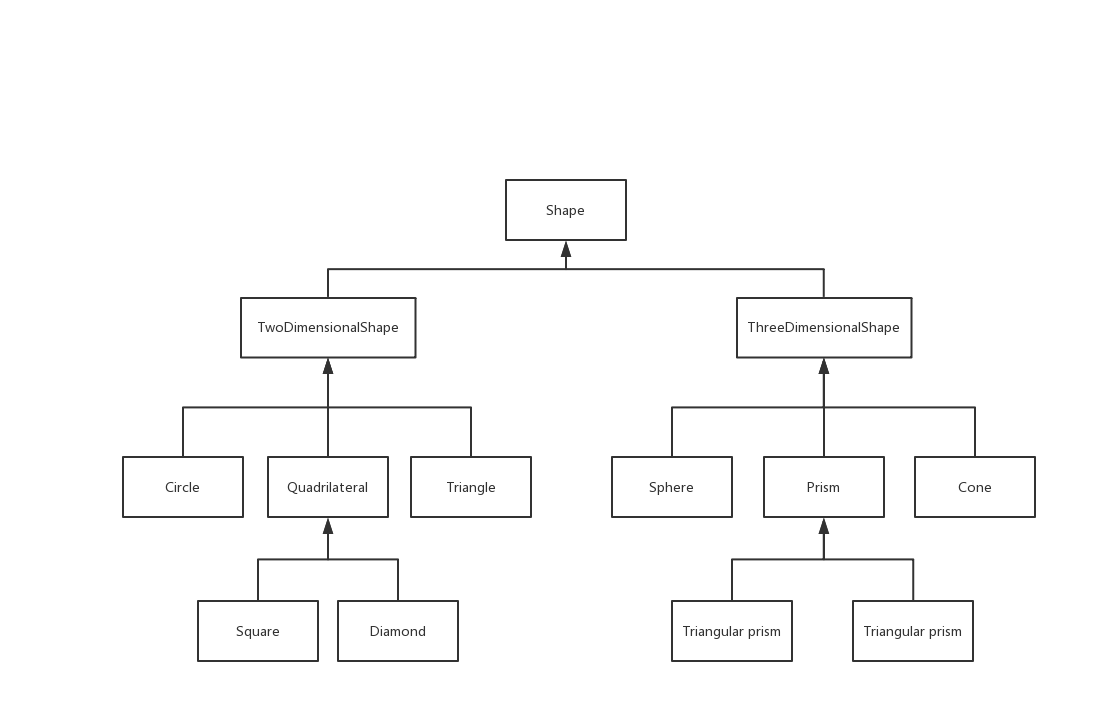 Shape
TwoDimensionalShape
ThreeDimensionalShape
Circle
Quadrilateral
Triangle
Sphere
Prism
Cone
Square
Diamond
Triangular prism
Triangular prism